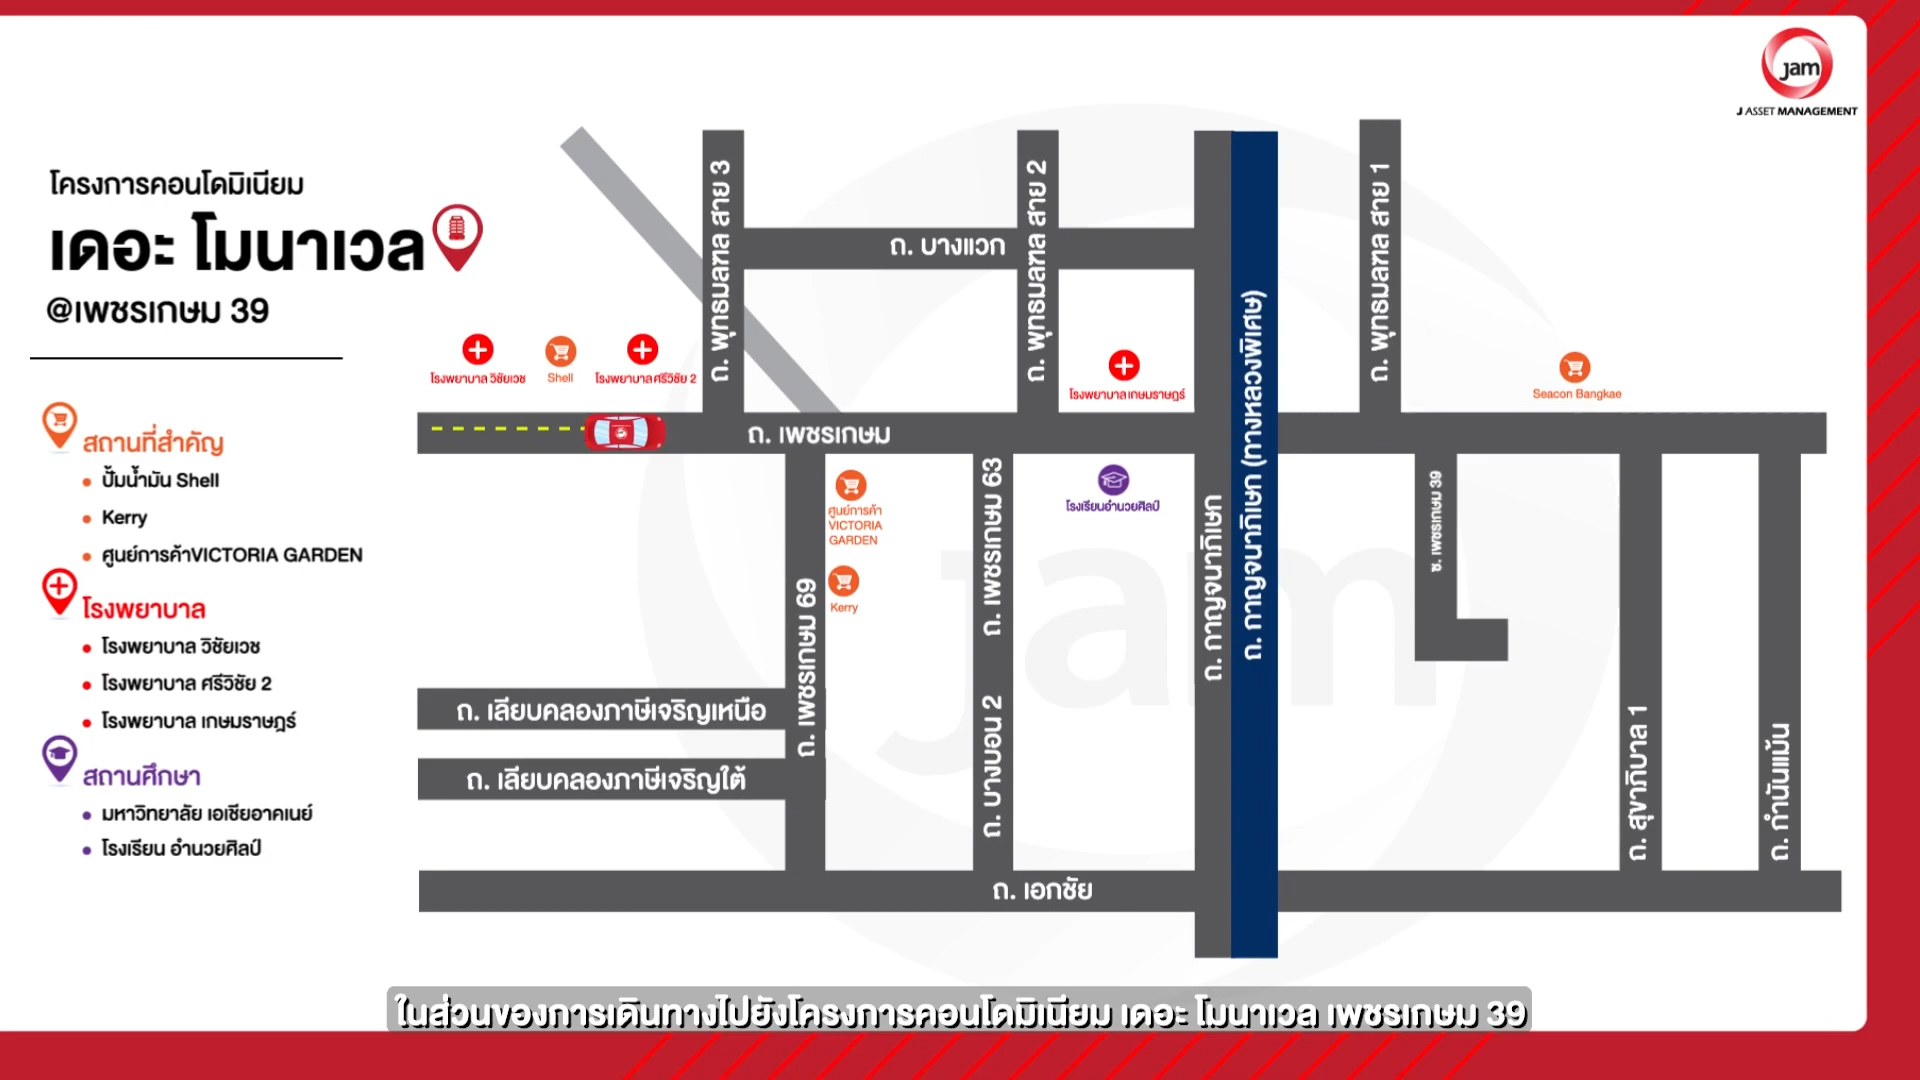 jam
J ASSET MANAGEMENT
โครงการคอนโดมิเนียม
เดอะ โมนาเวล
@เพชรเกษม 39
สถานที่สำคัญ
ปั้มน้ำมัน Shell
Kerry
ศูนย์การค้าVICTORIA GARDEN
โรงพยาบาล
โรงพยาบาล วิชัยเวช
โรงพยาบาล ศรีวิชัย 2
โรงพยาบาล เกษมราษฎร์
สถานศึกษา
มหาวิทยาลัย เอเชียอาคเนย์
โรงเรียน อำนวยศิลป์
ถ. พุทธมลฑล สาย 3
ถ. พุทธมลฑล สาย 2
ถ. พุทธมลฑล สาย 1
ถ. บางแวก
โรงพยาบาล วิชัยเวช
Shell
โรงพยาบาล ศรีวิชัย 2
โรงพยาบาล เกษมราษฎร์
Seacon Bangkae
ถ. เพชรเกษม
ถ. กาญจนาภิเษก (ทางหลวงพิเศษ)
ถ. กาญจนาภิเษก
ศูนย์การค้า
VICTORIA
GARDEN
Kerry
ถ. เพชรเกษม 69
ถ. เพชรเกษม 63
ถ. บางบอน 2
โรงเรียนอำนวยศิลป์
ซ. เพชรเกษม 39
ถ. เลียบคลองภาษีเจริญเหนือ
ถ. เลียบคลองภาษีเจริญใต้
ถ. สุขาภิบาล 1
ถ. กำนันแม้น
ถ. เอกชัย
ในส่วนของการเดินทางไปยังโครงการคอนโดมิเนียม เดอะ โมนาเวล เพชรเกษม 39